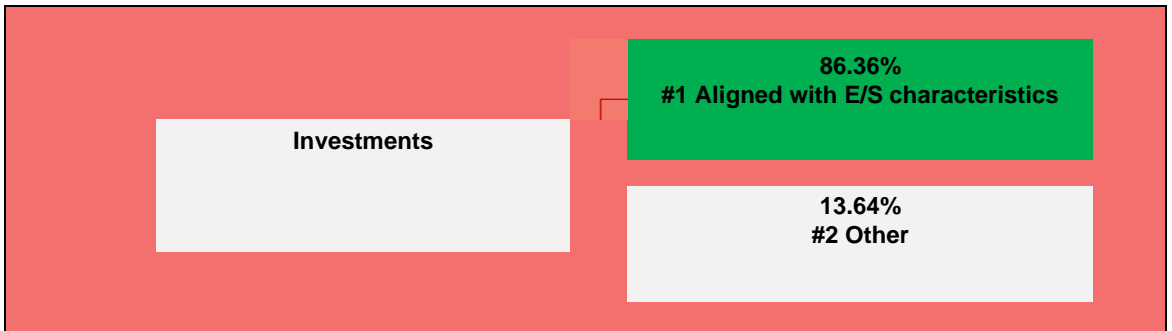 Investments
86.36%
#1 Aligned with E/S characteristics
13.64%
#2 Other